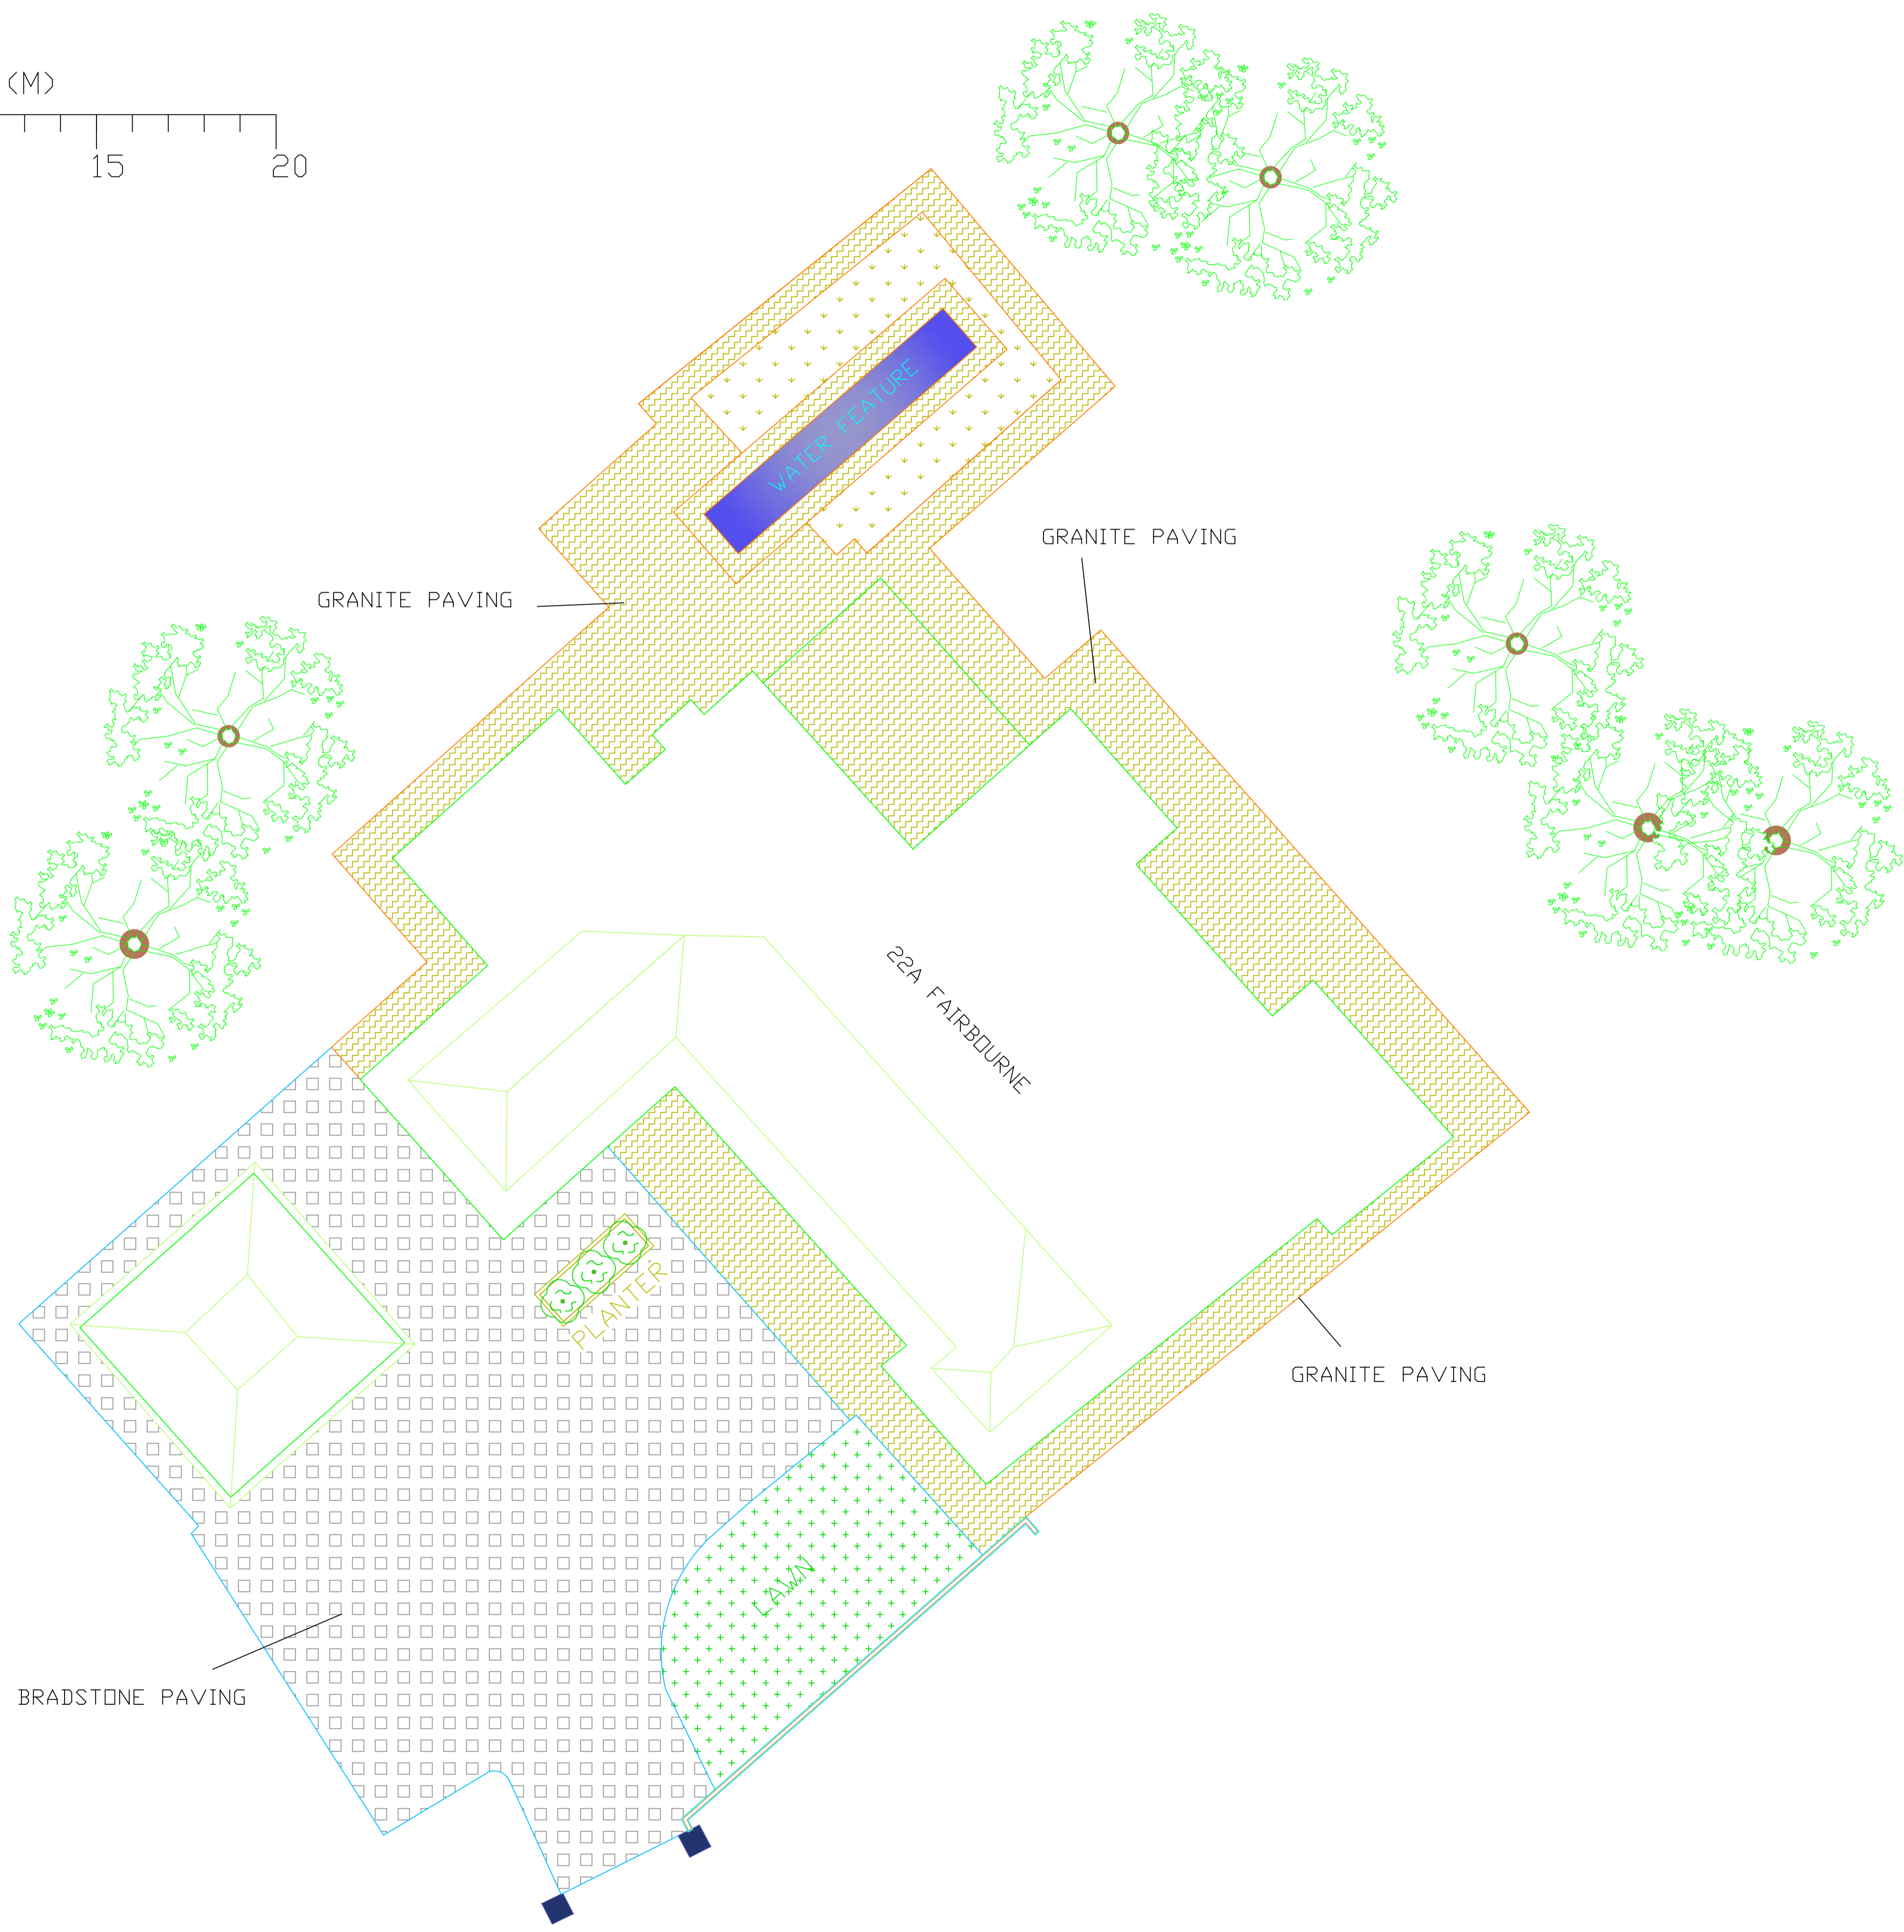 (M)
15 20
GRANITE PAVING
WATER FEATURE
GRANITE PAVING
22A FAIRBOURNE
PLANTER
GRANITE PAVING
LAWN
BRADSTONE PAVING